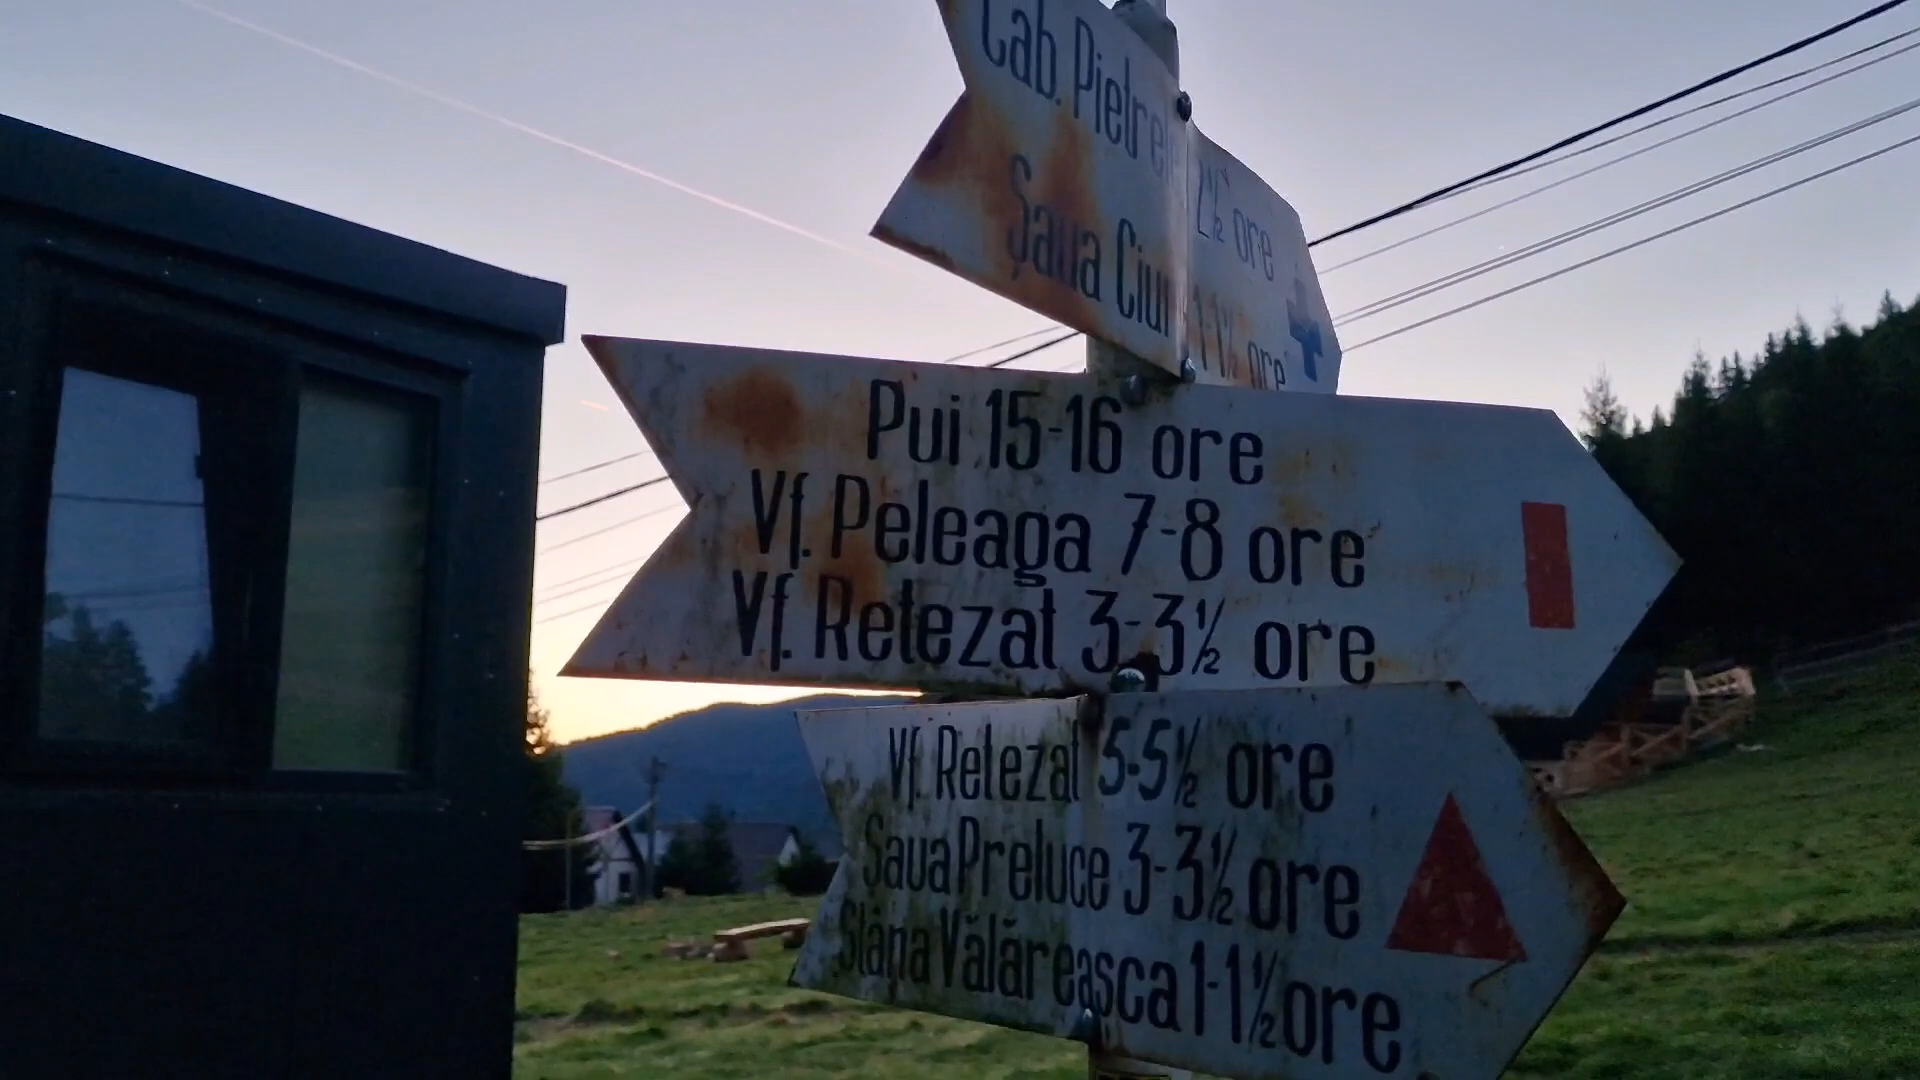 Cab. Pietrele 2½ ore
Șaua Ciurii 1-1½ ore
Pui 15-16 ore
Vf. Peleaga 7-8 ore
Vf. Retezat 3-3½ ore
Vf. Retezat 5-5½ ore
Șaua Preluce 3-3½ ore
Stâna Vălăreasca 1-1½ ore